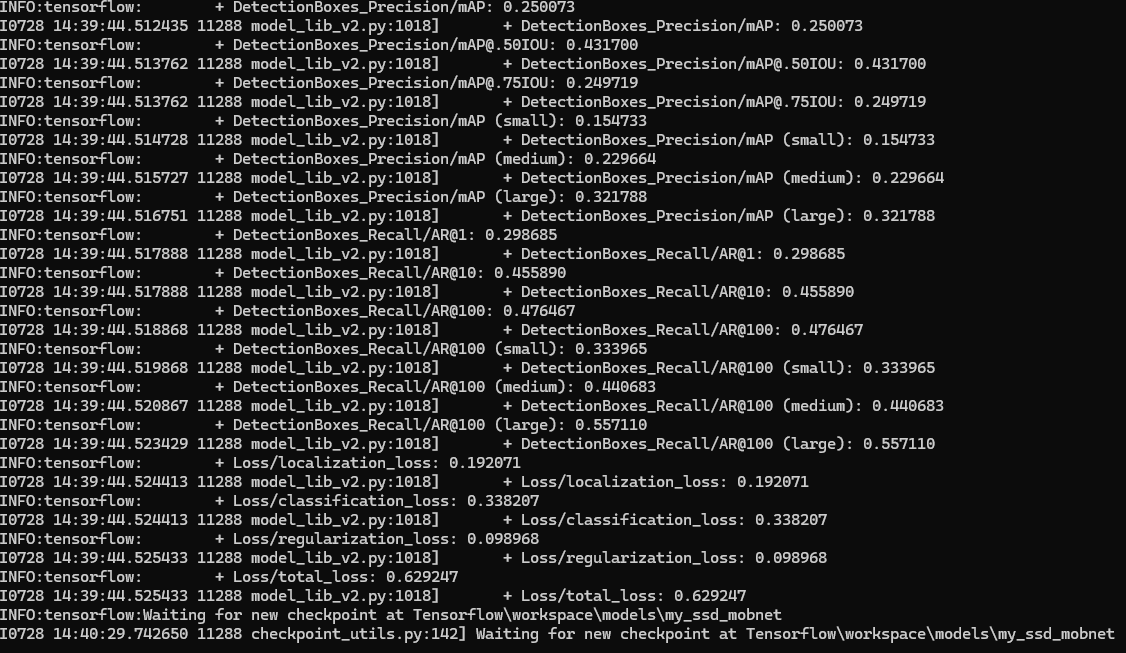 INFO:tensorflow:        + DetectionBoxes_Precision/mAP: 0.250073
I0728 14:39:44.512435 11288 model_lib_v2.py:1018]       + DetectionBoxes_Precision/mAP: 0.250073
INFO:tensorflow:        + DetectionBoxes_Precision/mAP@.50IOU: 0.431700
I0728 14:39:44.513762 11288 model_lib_v2.py:1018]       + DetectionBoxes_Precision/mAP@.50IOU: 0.431700
INFO:tensorflow:        + DetectionBoxes_Precision/mAP@.75IOU: 0.249719
I0728 14:39:44.513762 11288 model_lib_v2.py:1018]       + DetectionBoxes_Precision/mAP@.75IOU: 0.249719
INFO:tensorflow:        + DetectionBoxes_Precision/mAP (small): 0.154733
I0728 14:39:44.514728 11288 model_lib_v2.py:1018]       + DetectionBoxes_Precision/mAP (small): 0.154733
INFO:tensorflow:        + DetectionBoxes_Precision/mAP (medium): 0.229664
I0728 14:39:44.515727 11288 model_lib_v2.py:1018]       + DetectionBoxes_Precision/mAP (medium): 0.229664
INFO:tensorflow:        + DetectionBoxes_Precision/mAP (large): 0.321788
I0728 14:39:44.516751 11288 model_lib_v2.py:1018]       + DetectionBoxes_Precision/mAP (large): 0.321788
INFO:tensorflow:        + DetectionBoxes_Recall/AR@1: 0.298685
I0728 14:39:44.517888 11288 model_lib_v2.py:1018]       + DetectionBoxes_Recall/AR@1: 0.298685
INFO:tensorflow:        + DetectionBoxes_Recall/AR@10: 0.455890
I0728 14:39:44.517888 11288 model_lib_v2.py:1018]       + DetectionBoxes_Recall/AR@10: 0.455890
INFO:tensorflow:        + DetectionBoxes_Recall/AR@100: 0.476467
I0728 14:39:44.518868 11288 model_lib_v2.py:1018]       + DetectionBoxes_Recall/AR@100: 0.476467
INFO:tensorflow:        + DetectionBoxes_Recall/AR@100 (small): 0.333965
I0728 14:39:44.519868 11288 model_lib_v2.py:1018]       + DetectionBoxes_Recall/AR@100 (small): 0.333965
INFO:tensorflow:        + DetectionBoxes_Recall/AR@100 (medium): 0.440683
I0728 14:39:44.520867 11288 model_lib_v2.py:1018]       + DetectionBoxes_Recall/AR@100 (medium): 0.440683
INFO:tensorflow:        + DetectionBoxes_Recall/AR@100 (large): 0.557110
I0728 14:39:44.523429 11288 model_lib_v2.py:1018]       + DetectionBoxes_Recall/AR@100 (large): 0.557110
INFO:tensorflow:        + Loss/localization_loss: 0.192071
I0728 14:39:44.524413 11288 model_lib_v2.py:1018]       + Loss/localization_loss: 0.192071
INFO:tensorflow:        + Loss/classification_loss: 0.338207
I0728 14:39:44.524413 11288 model_lib_v2.py:1018]       + Loss/classification_loss: 0.338207
INFO:tensorflow:        + Loss/regularization_loss: 0.098968
I0728 14:39:44.525433 11288 model_lib_v2.py:1018]       + Loss/regularization_loss: 0.098968
INFO:tensorflow:        + Loss/total_loss: 0.629247
I0728 14:39:44.525433 11288 model_lib_v2.py:1018]       + Loss/total_loss: 0.629247
INFO:tensorflow:Waiting for new checkpoint at Tensorflow\workspace\models\my_ssd_mobnet
I0728 14:40:29.742650 11288 checkpoint_utils.py:142] Waiting for new checkpoint at Tensorflow\workspace\models\my_ssd_mobnet